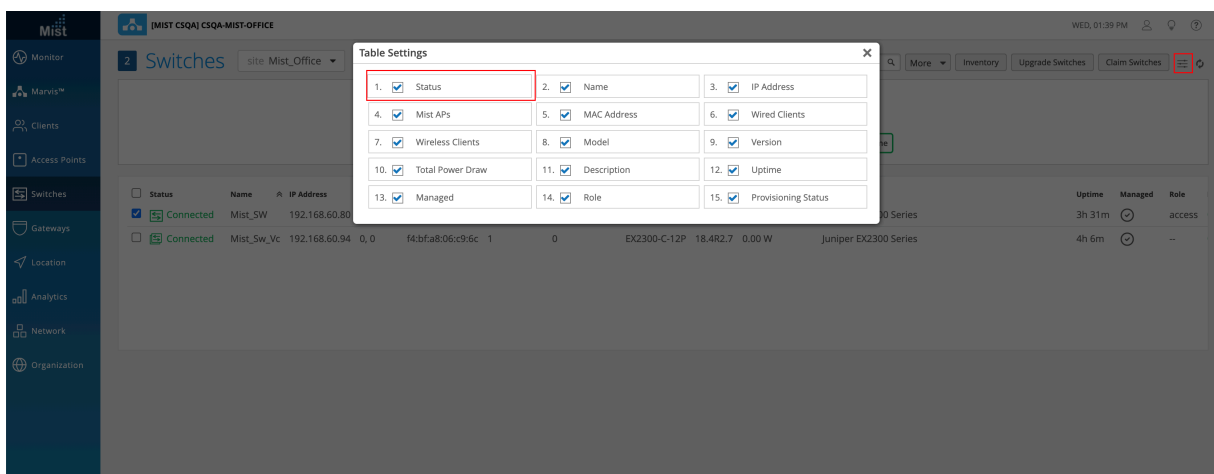 Mist
[MIST CSQA] CSQA-MIST-OFFICE
WED, 01:39 PM
Monitor
Marvis™
Clients
Access Points
Switches
Gateways
Location
Analytics
Network
Organization
2 Switches site Mist_Office
More Inventory Upgrade Switches Claim Switches
Table Settings
1. Status 2. Name 3. IP Address
4. Mist APs 5. MAC Address 6. Wired Clients
7. Wireless Clients 8. Model 9. Version
10. Total Power Draw 11. Description 12. Uptime
13. Managed 14. Role 15. Provisioning Status
Status Name IP Address Uptime Managed Role
Connected Mist_SW 192.168.60.80 00 Series 3h 31m access
Connected Mist_Sw_Vc 192.168.60.94 0, 0 f4:bf:a8:06:c9:6c 1 0 EX2300-C-12P 18.4R2.7 0.00 W Juniper EX2300 Series 4h 6m --